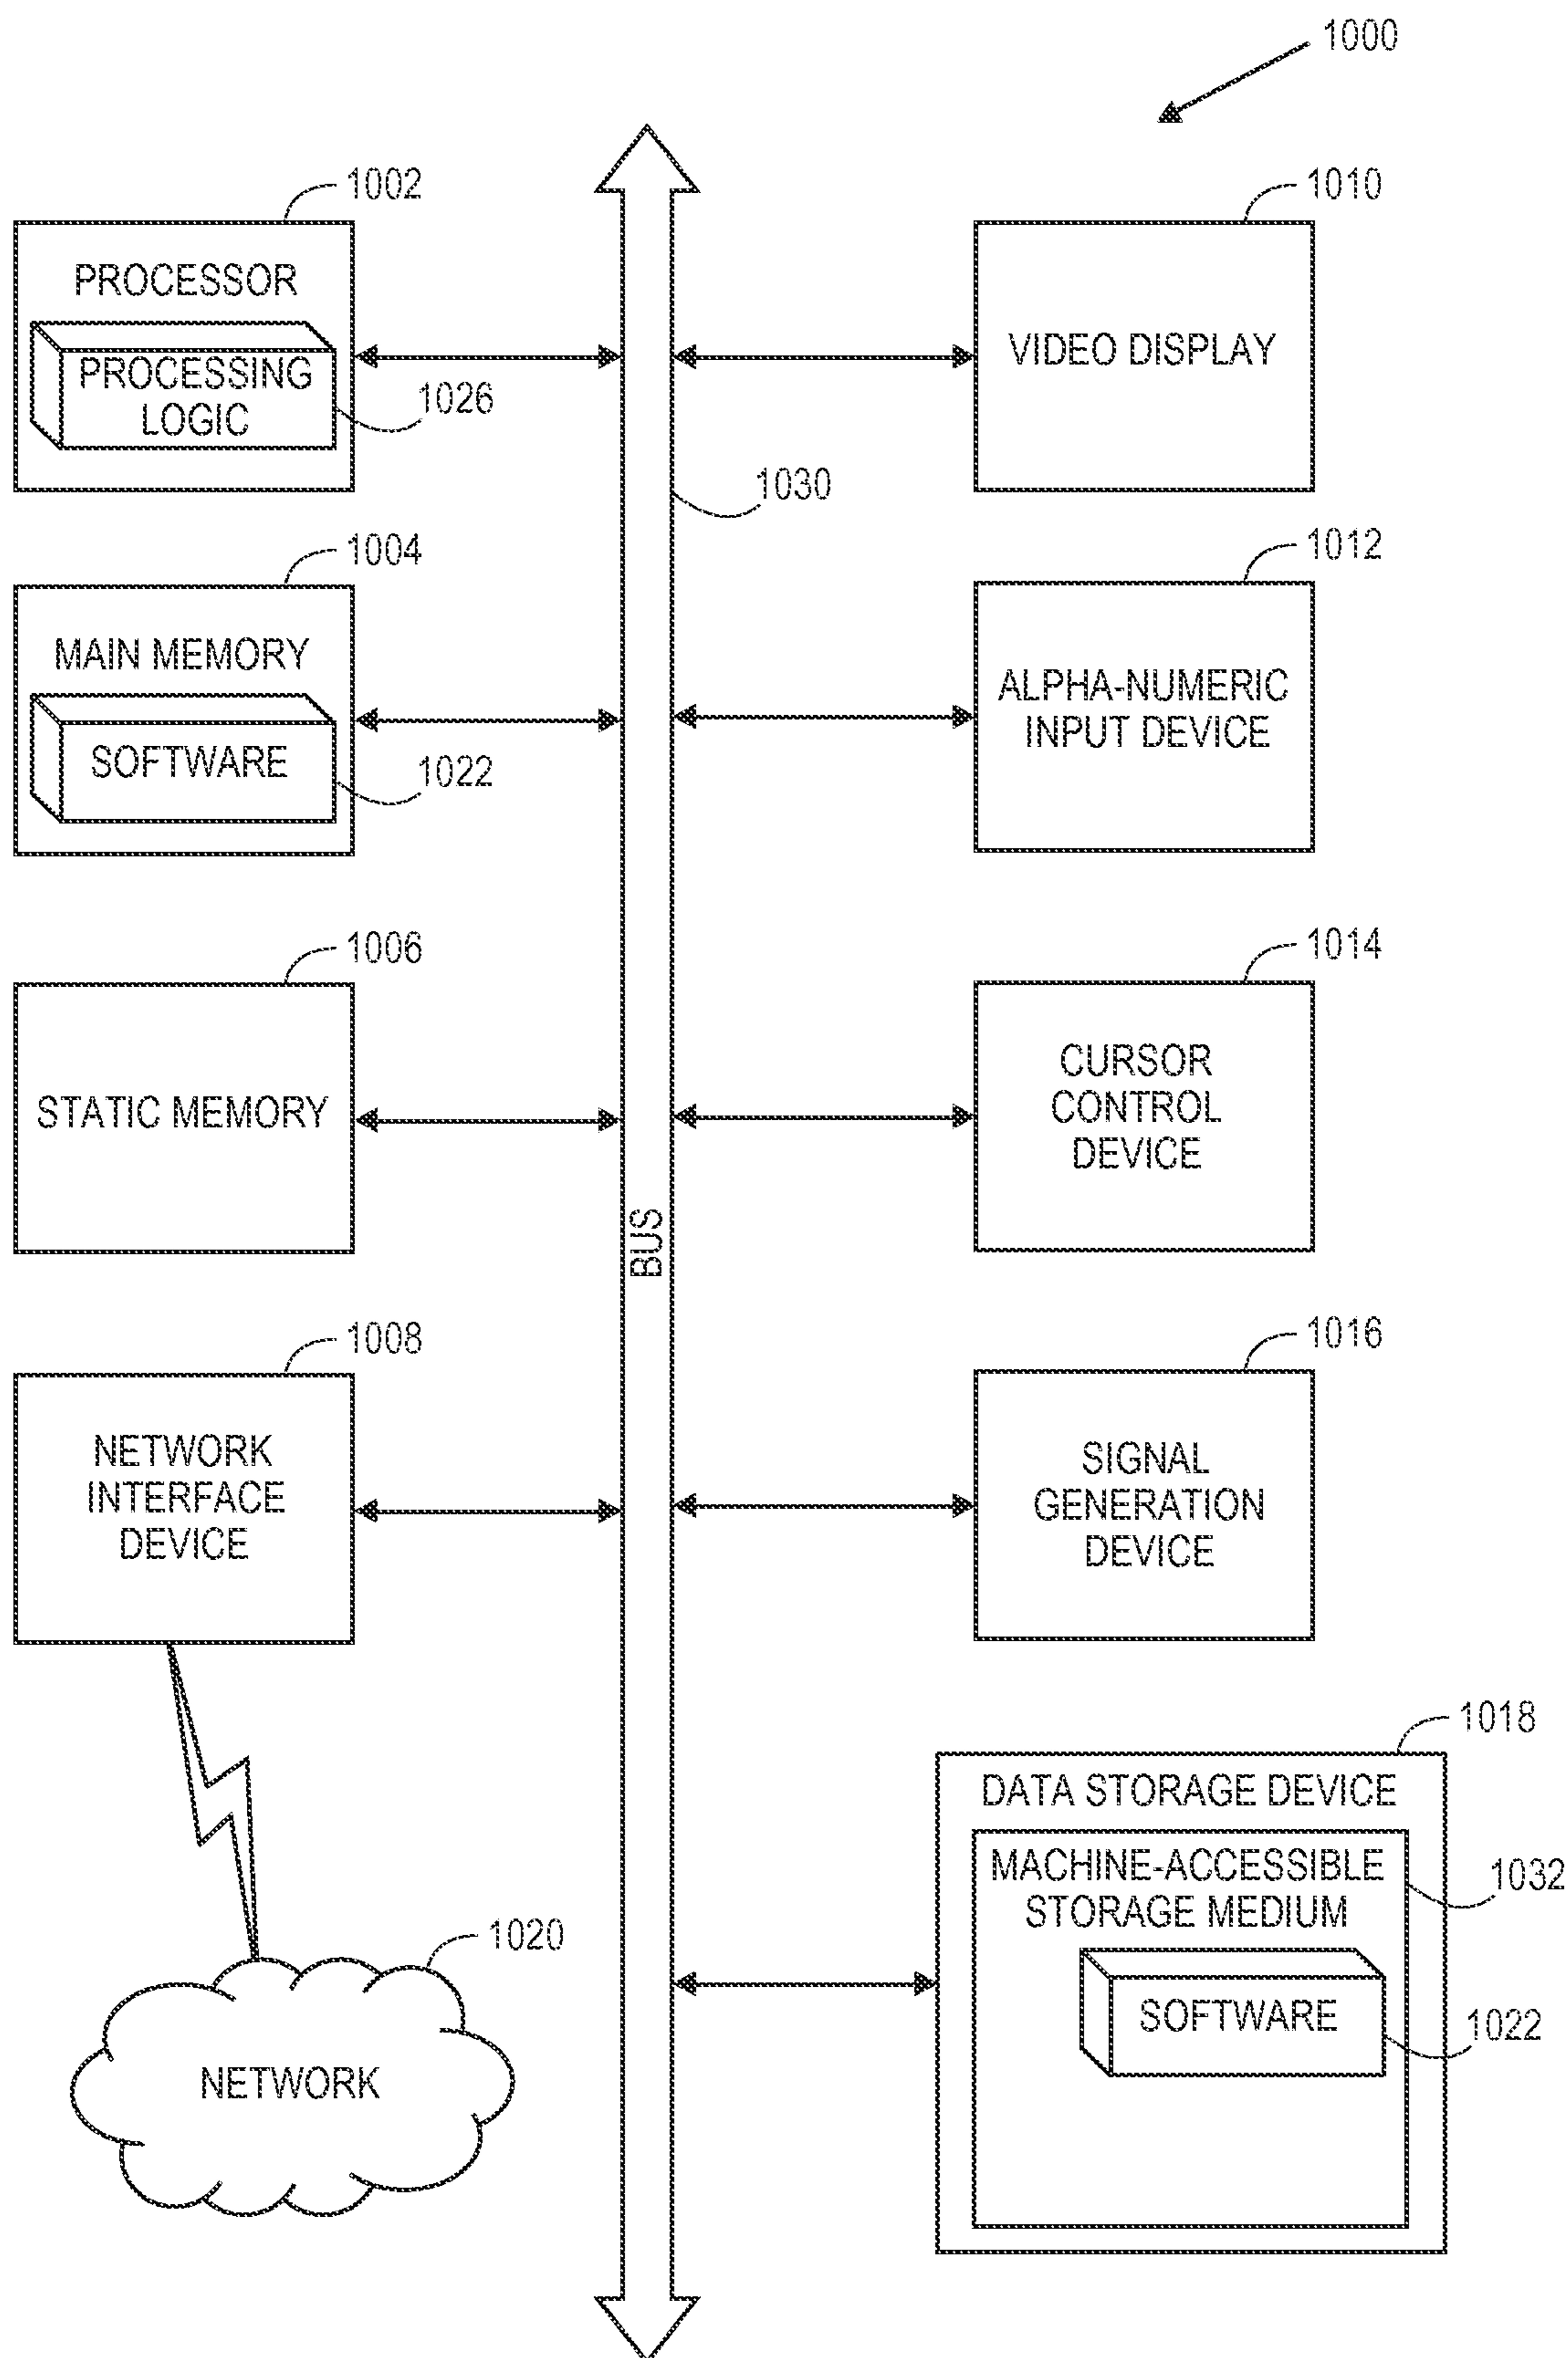 1000
1002
PROCESSOR
PROCESSING
LOGIC
1026
1010
VIDEO DISPLAY
1030
1004
MAIN MEMORY
SOFTWARE
1022
1012
ALPHA-NUMERIC
INPUT DEVICE
1006
STATIC MEMORY
1014
CURSOR
CONTROL
DEVICE
BUS
1008
NETWORK
INTERFACE
DEVICE
1016
SIGNAL
GENERATION
DEVICE
1018
DATA STORAGE DEVICE
MACHINE-ACCESSIBLE
STORAGE MEDIUM
1032
SOFTWARE
1022
1020
NETWORK